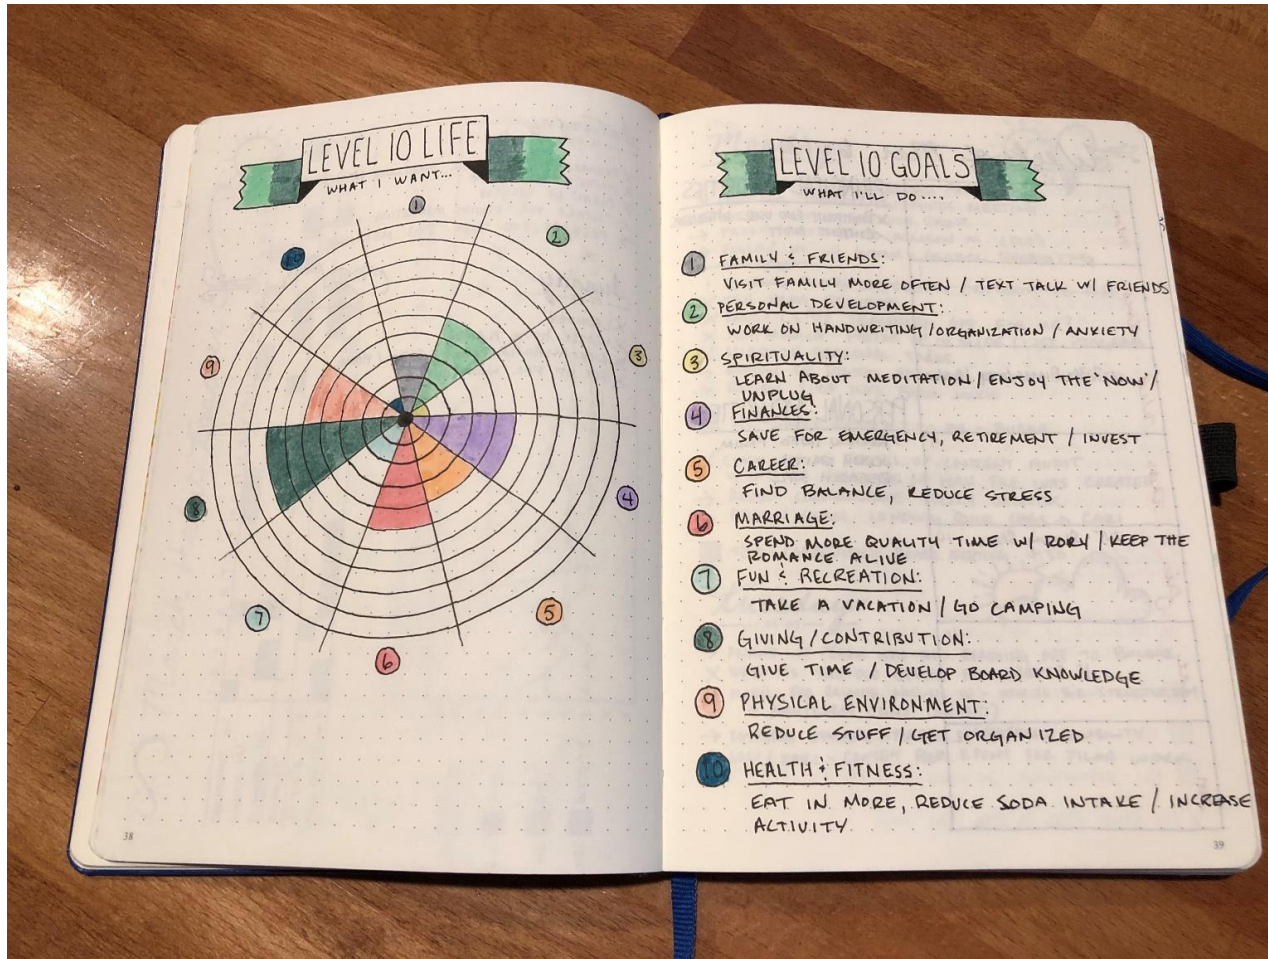 LEVEL 10 LIFE
WHAT I WANT...
1
2
3
4
5
6
7
8
9
10
38
LEVEL 10 GOALS
WHAT I'LL DO....
1 FAMILY & FRIENDS:
VISIT FAMILY MORE OFTEN / TEXT TALK W/ FRIENDS
2 PERSONAL DEVELOPMENT:
WORK ON HANDWRITING/ORGANIZATION / ANXIETY
3 SPIRITUALITY:
LEARN ABOUT MEDITATION / ENJOY THE 'NOW'/
UNPLUG
4 FINANCES:
SAVE FOR EMERGENCY, RETIREMENT / INVEST
5 CAREER:
FIND BALANCE, REDUCE STRESS
6 MARRIAGE:
SPEND MORE QUALITY TIME W/ RORY / KEEP THE
ROMANCE ALIVE
7 FUN & RECREATION:
TAKE A VACATION / GO CAMPING
8 GIVING/CONTRIBUTION:
GIVE TIME / DEVELOP BOARD KNOWLEDGE
9 PHYSICAL ENVIRONMENT:
REDUCE STUFF / GET ORGANIZED
10 HEALTH & FITNESS:
EAT IN MORE, REDUCE SODA INTAKE / INCREASE
ACTIVITY
39